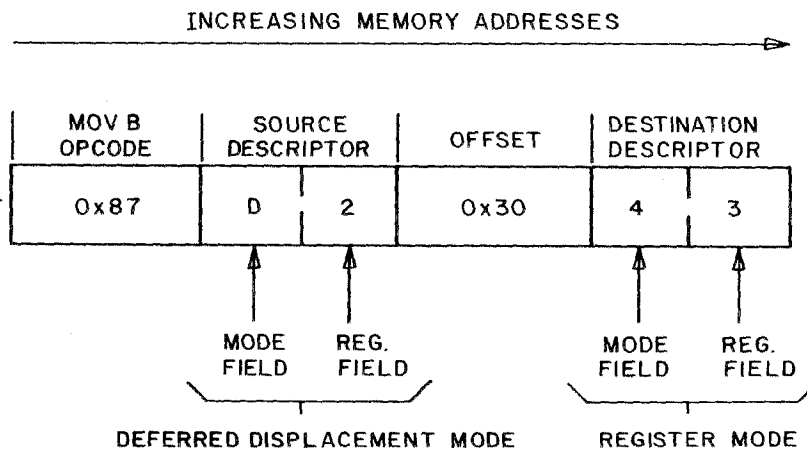 INCREASING MEMORY ADDRESSES
MOV B
OPCODE
SOURCE
DESCRIPTOR
OFFSET
DESTINATION
DESCRIPTOR
0x87
D
2
0x30
4
3
MODE
FIELD
REG.
FIELD
MODE
FIELD
REG.
FIELD
DEFERRED DISPLACEMENT MODE
REGISTER MODE